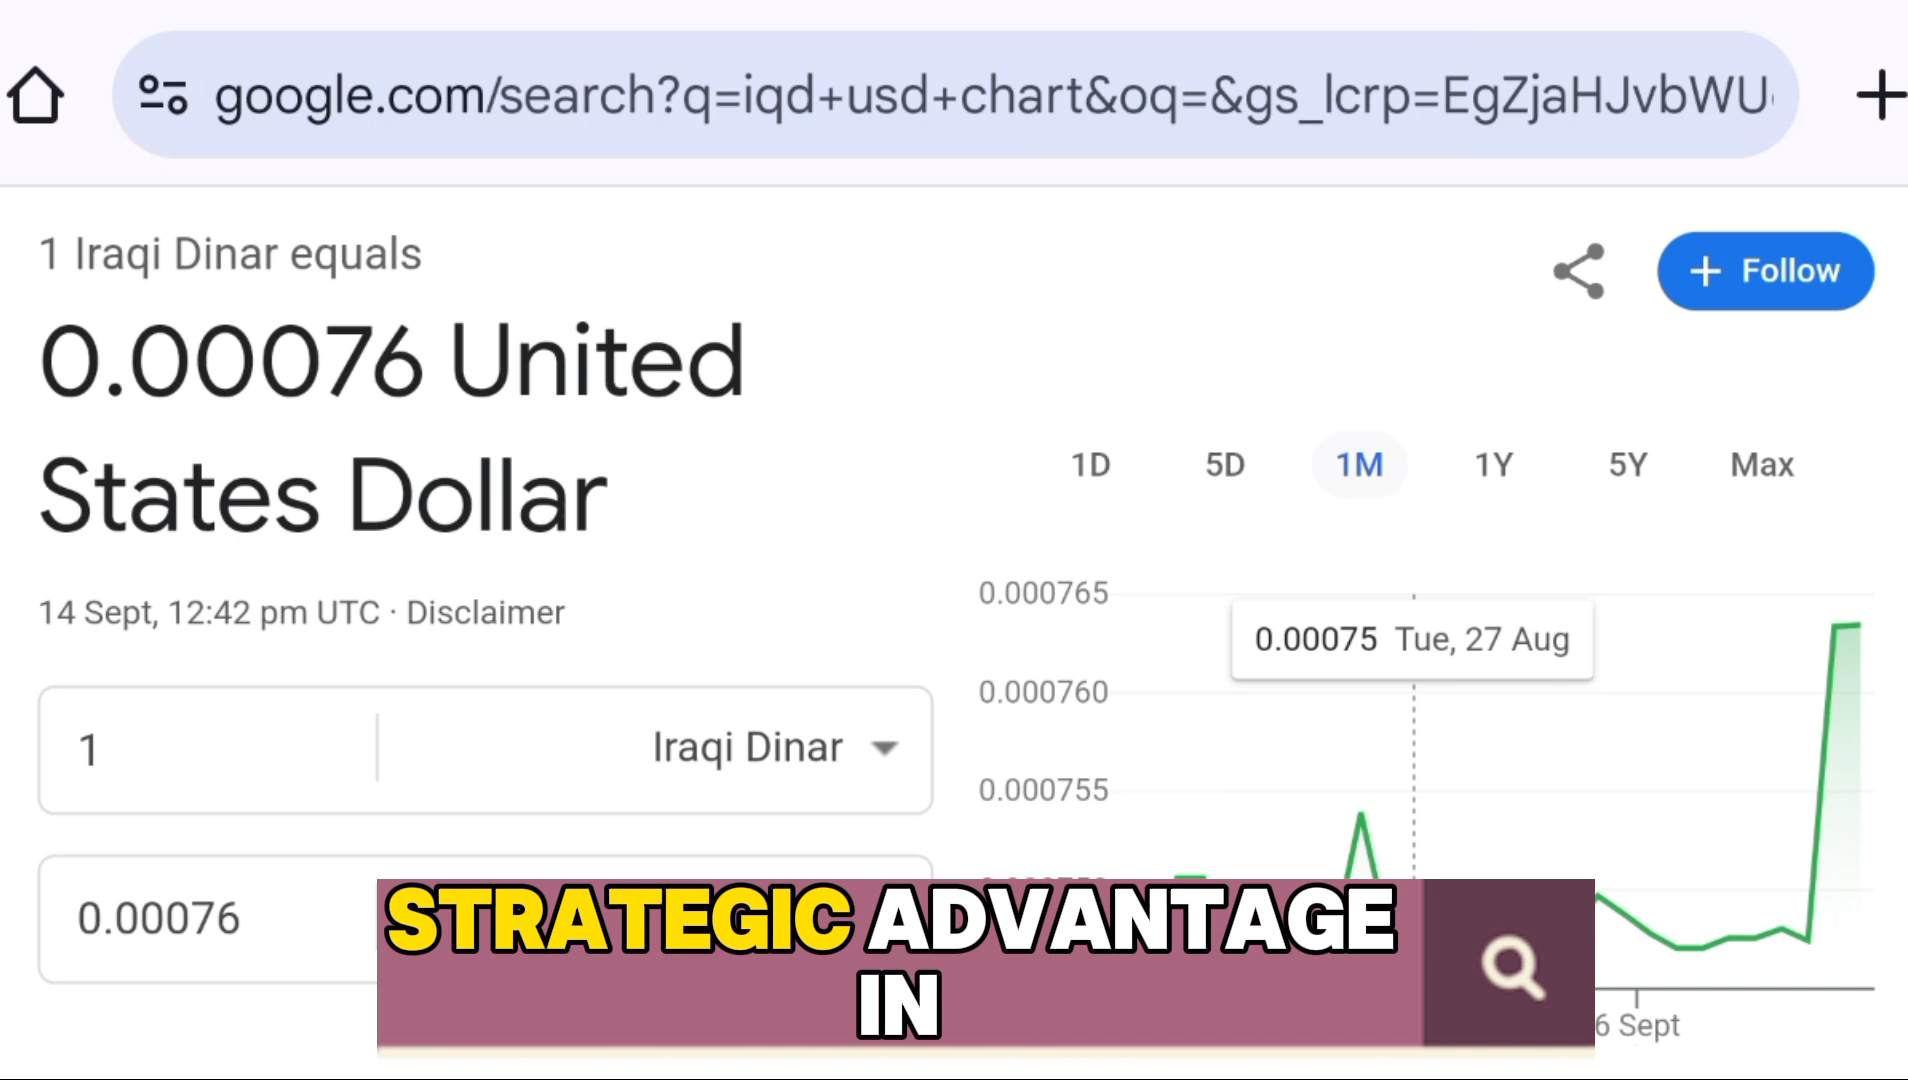 google.com/search?q=iqd+usd+chart&oq=&gs_lcrp=EgZjaHJvbWU
1 Iraqi Dinar equals
+ Follow
0.00076 United
States Dollar
1D 5D 1M 1Y 5Y Max
14 Sept, 12:42 pm UTC · Disclaimer
0.000765
0.00075 Tue, 27 Aug
0.000760
1 Iraqi Dinar
0.000755
0.00076
STRATEGIC ADVANTAGE
IN
6 Sept